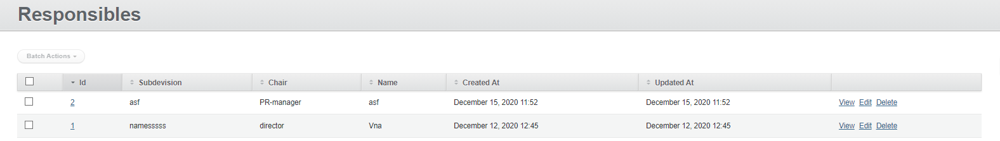 Responsibles
Batch Actions
Id Subdevision Chair Name Created At Updated At
2 asf PR-manager asf December 15, 2020 11:52 December 15, 2020 11:52 View Edit Delete
1 namesssss director Vna December 12, 2020 12:45 December 12, 2020 12:45 View Edit Delete